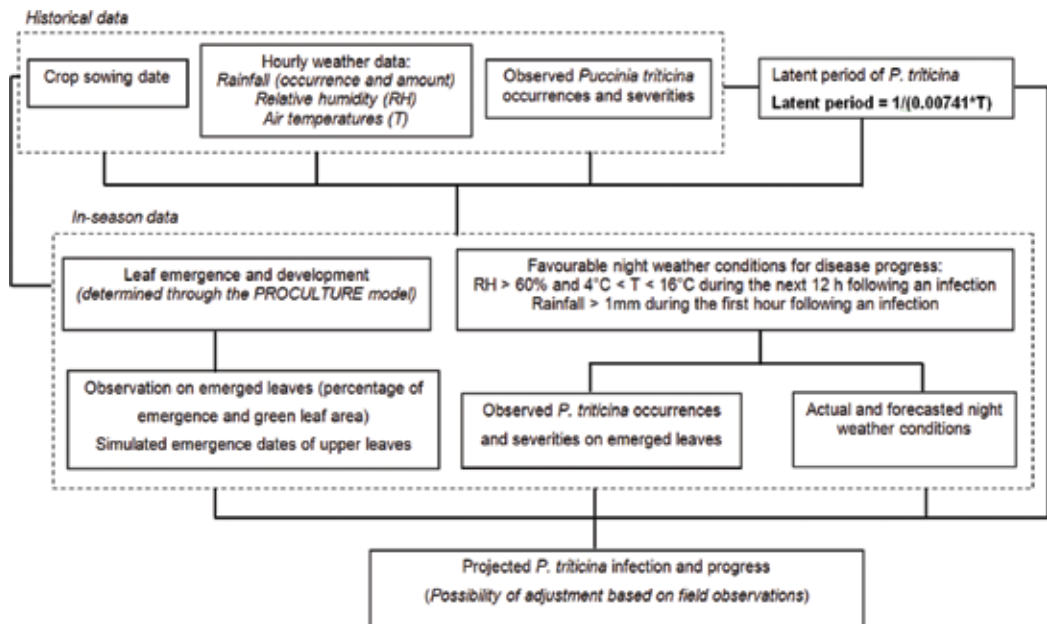 Historical data
Crop sowing date
Hourly weather data:
Rainfall (occurrence and amount)
Relative humidity (RH)
Air temperatures (T)
Observed Puccinia triticina
occurrences and severities
Latent period of P. triticina
Latent period = 1/(0.00741*T)
In-season data
Leaf emergence and development
(determined through the PROCULTURE model)
Favourable night weather conditions for disease progress:
RH > 60% and 4°C < T < 16°C during the next 12 h following an infection
Rainfall > 1mm during the first hour following an infection
Observation on emerged leaves (percentage of
emergence and green leaf area)
Simulated emergence dates of upper leaves
Observed P. triticina occurrences
and severities on emerged leaves
Actual and forecasted night
weather conditions
Projected P. triticina infection and progress
(Possibility of adjustment based on field observations)